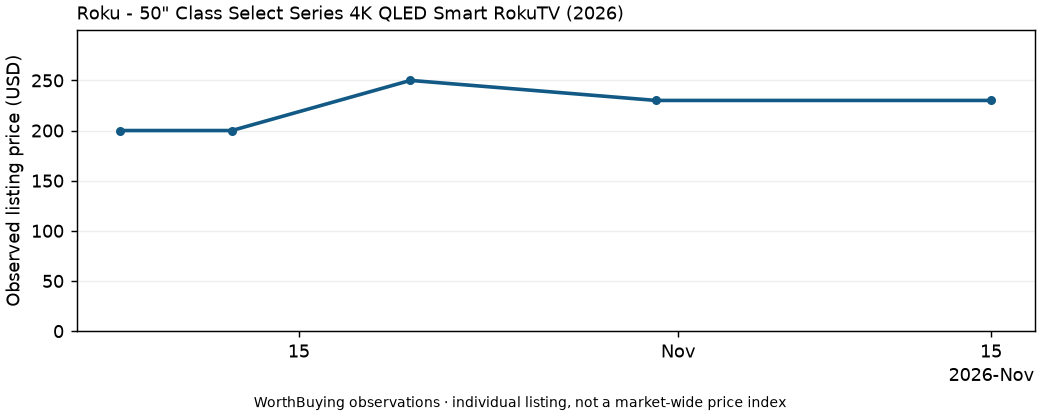 Roku - 50" Class Select Series 4K QLED Smart RokuTV (2026)
Observed listing price (USD)
250
200
150
100
50
0
15
Nov
15
2026-Nov
WorthBuying observations · individual listing, not a market-wide price index